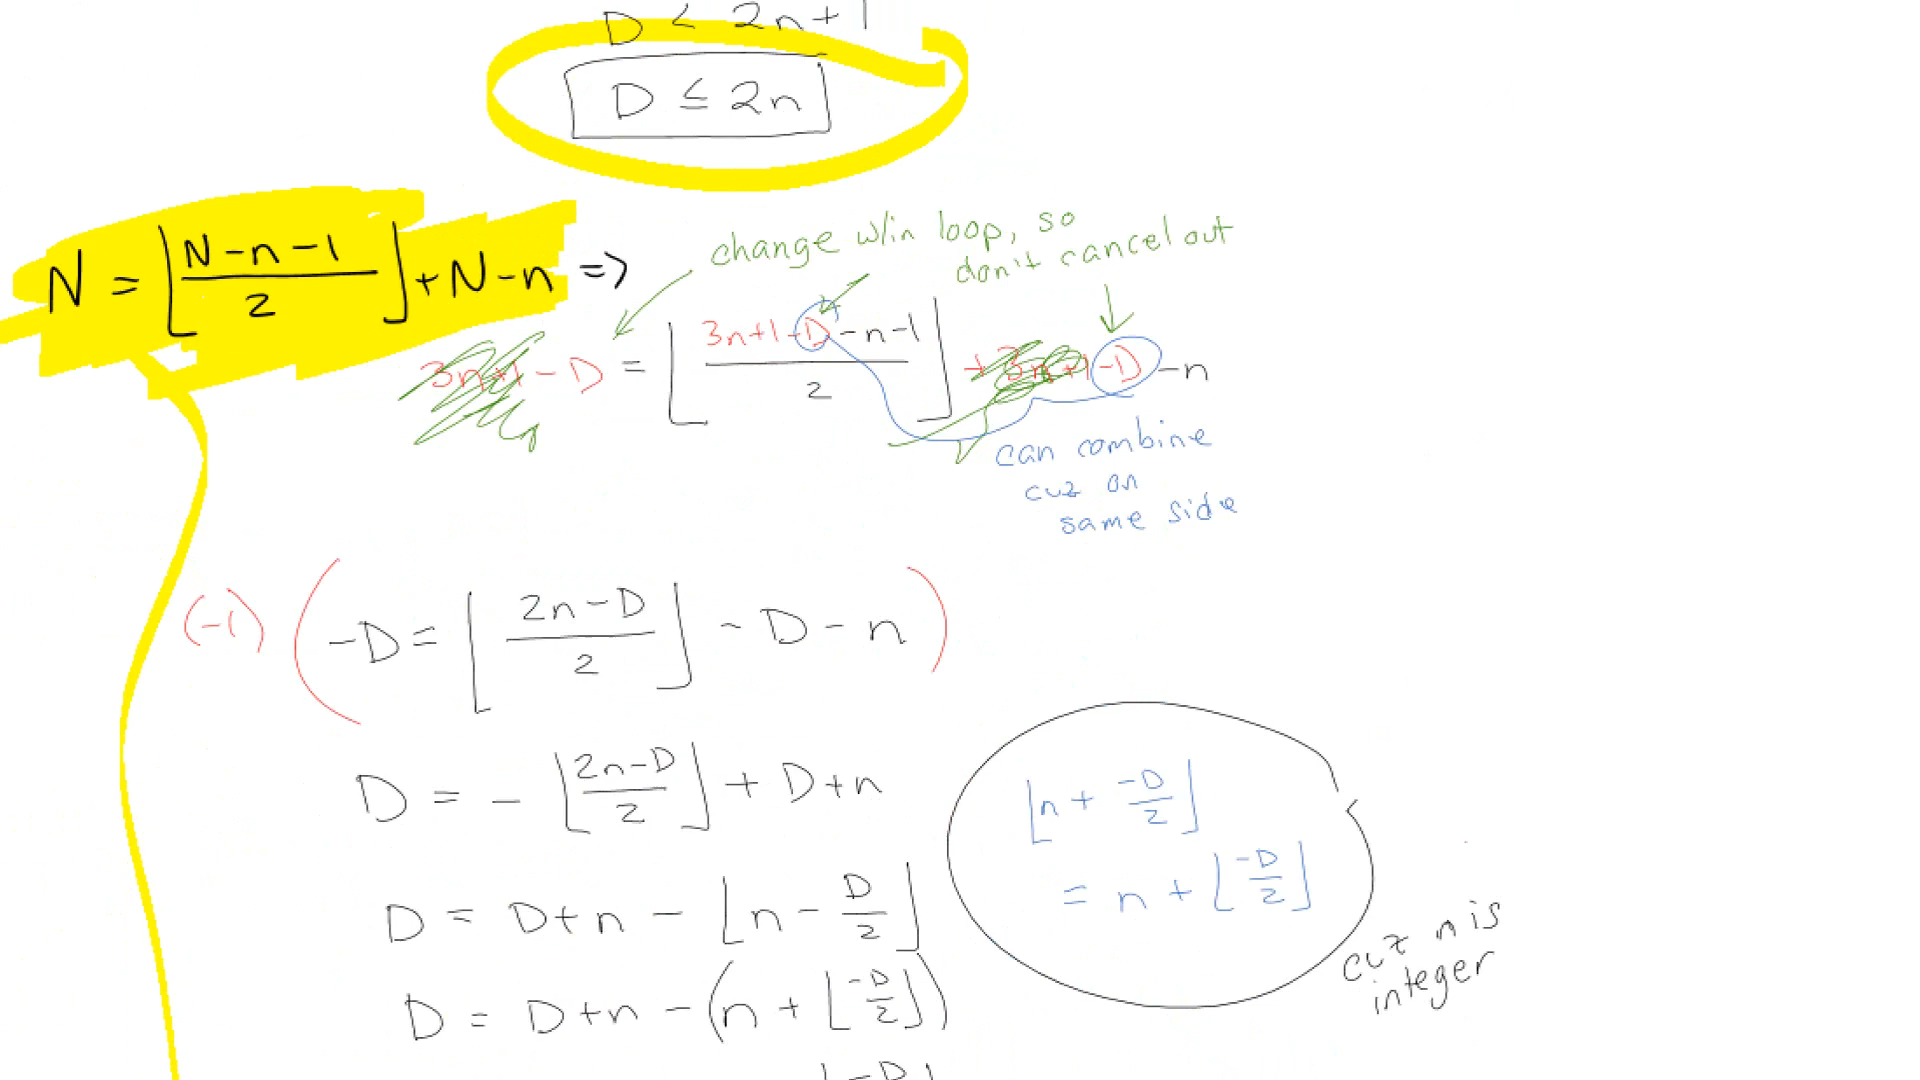 D < 2n+1
D ≤ 2n
N = ⌊(N-n-1)/2⌋ + N-n =>
change w/in loop, so
don't cancel out
3n+1 - D = ⌊(3n+1-D-n-1)/2⌋ + 3n+1 -D -n
can combine
cuz on
same side
(-1) (-D = ⌊(2n-D)/2⌋ - D - n)
D = - ⌊(2n-D)/2⌋ + D+n
⌊n + -D/2⌋
= n + ⌊-D/2⌋
cuz n is
integer
D = D+n - ⌊n - D/2⌋
D = D+n - (n + ⌊-D/2⌋)
⌊-D⌋